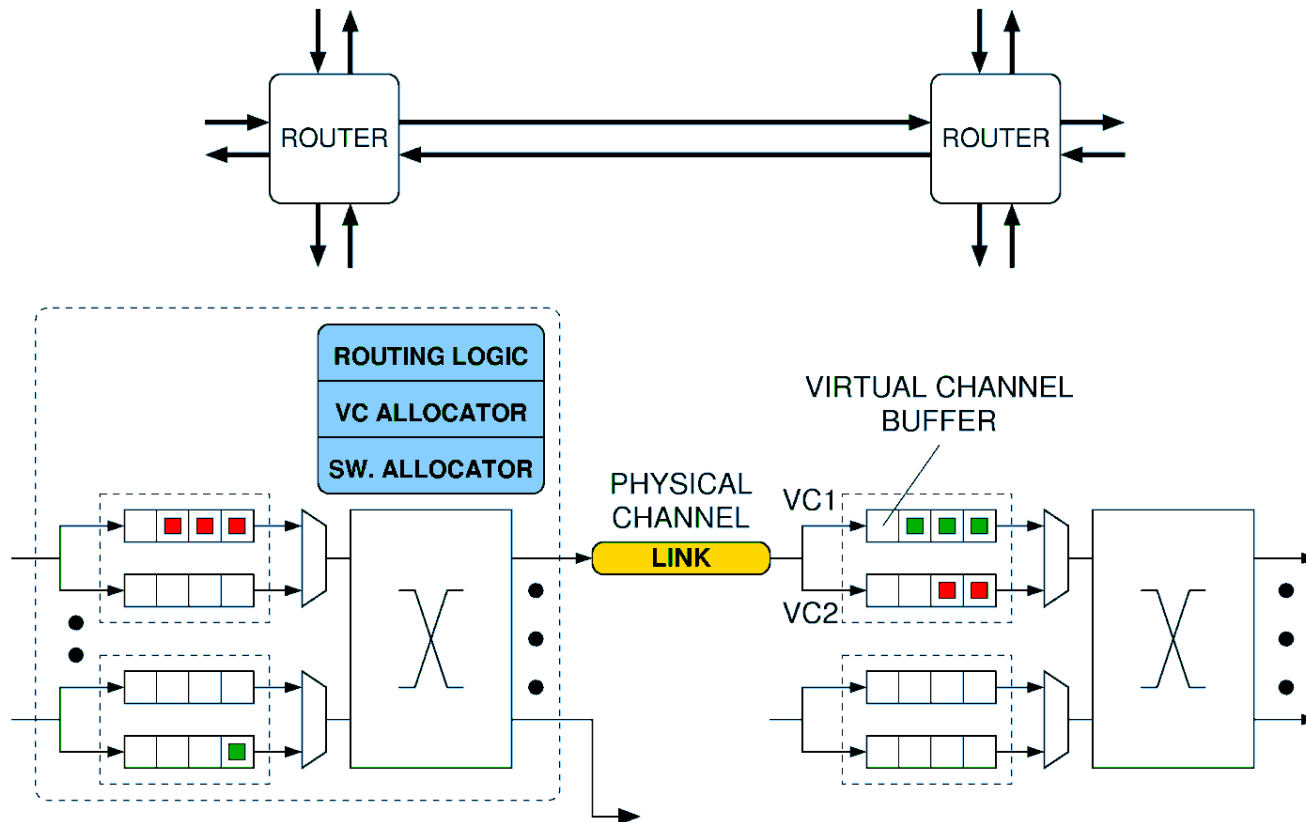 ROUTER
ROUTER
ROUTING LOGIC
VC ALLOCATOR
SW. ALLOCATOR
VIRTUAL CHANNEL
BUFFER
PHYSICAL
CHANNEL
LINK
VC1
VC2